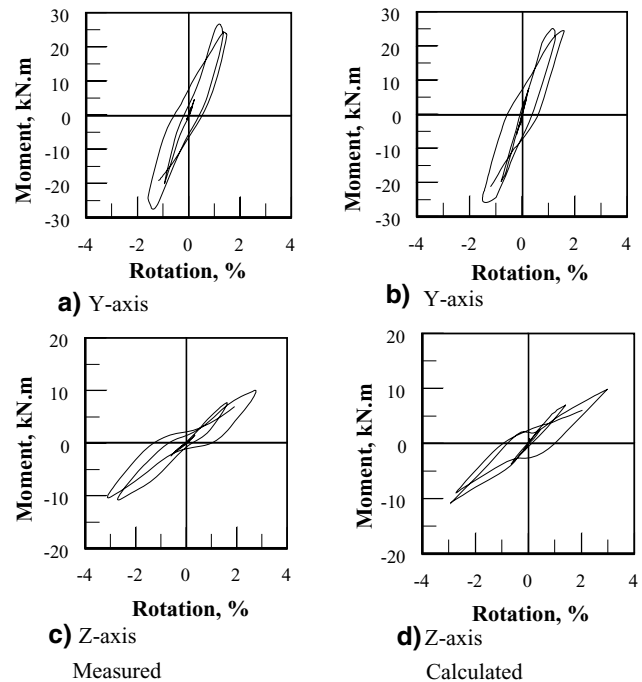 30
20
10
0
-10
-20
-30
-4 -2 0 2 4
Moment, kN.m
Rotation, %
a) Y-axis
30
20
10
0
-10
-20
-30
-4 -2 0 2 4
Moment, kN.m
Rotation, %
b) Y-axis
20
10
0
-10
-20
-4 -2 0 2 4
Moment, kN.m
Rotation, %
c) Z-axis
Measured
20
10
0
-10
-20
-4 -2 0 2 4
Moment, kN.m
Rotation, %
d) Z-axis
Calculated